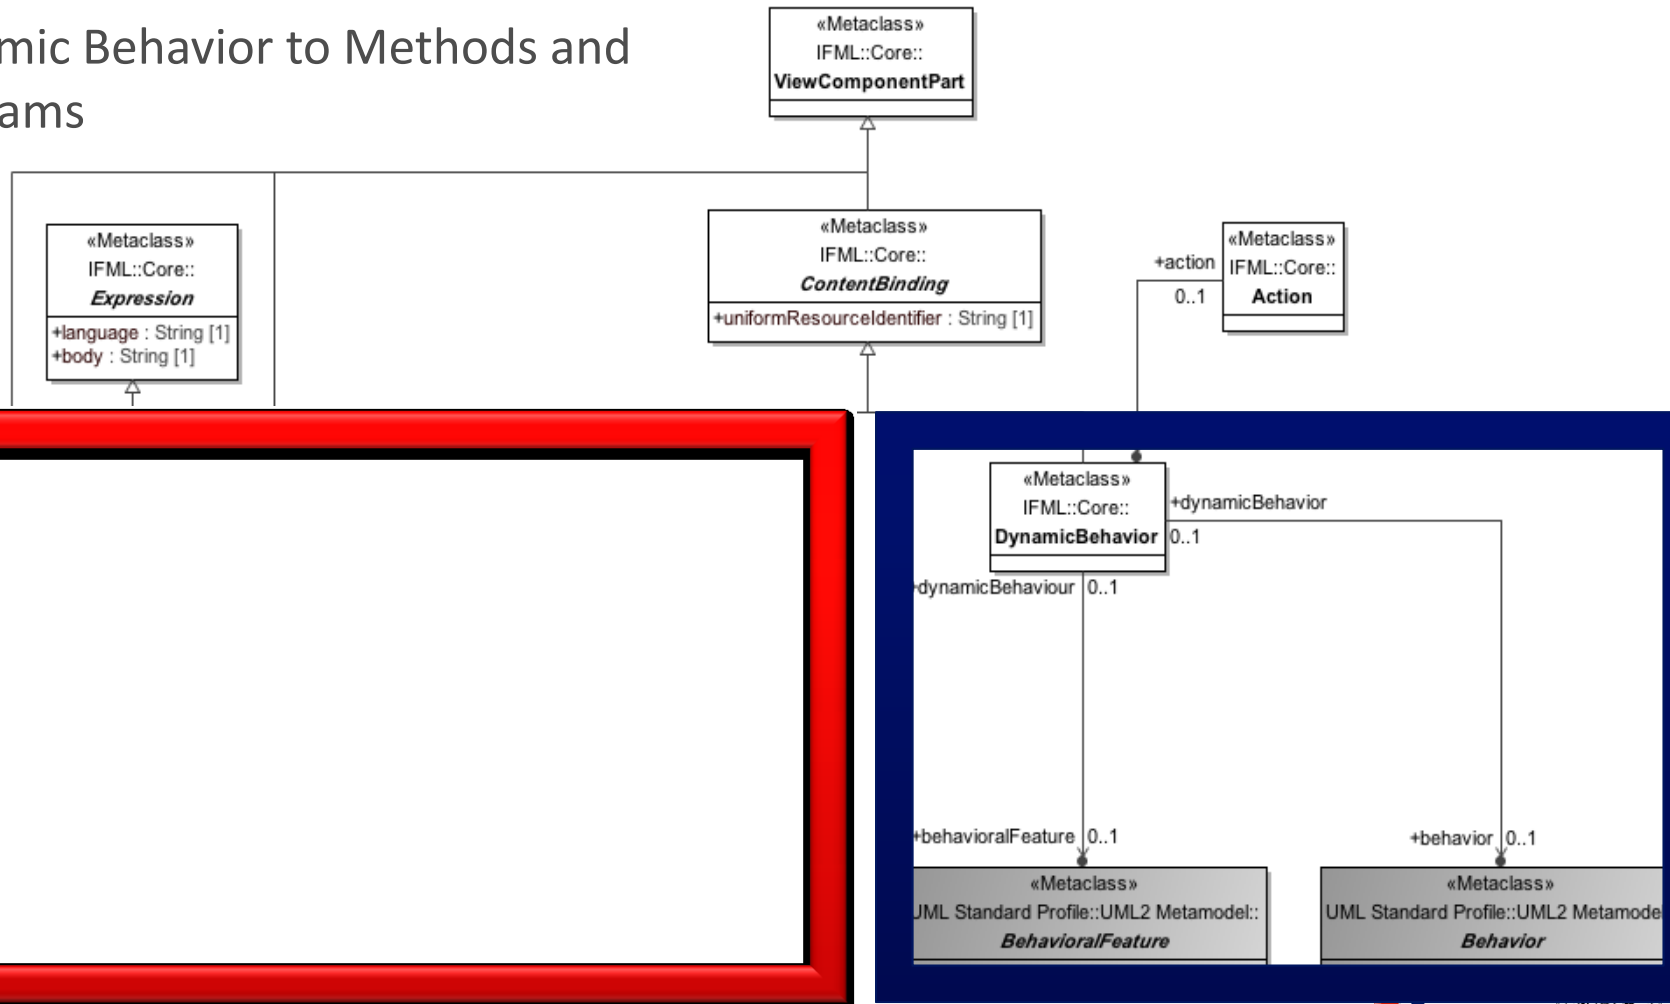 mic Behavior to Methods and
ams
«Metaclass»
IFML::Core::
ViewComponentPart
«Metaclass»
IFML::Core::
Expression
+language : String [1]
+body : String [1]
«Metaclass»
IFML::Core::
ContentBinding
+uniformResourceIdentifier : String [1]
+action
0..1
«Metaclass»
IFML::Core::
Action
«Metaclass»
IFML::Core::
DynamicBehavior
+dynamicBehavior
0..1
+dynamicBehaviour 0..1
+behavioralFeature 0..1
+behavior 0..1
«Metaclass»
UML Standard Profile::UML2 Metamodel::
BehavioralFeature
«Metaclass»
UML Standard Profile::UML2 Metamode
Behavior